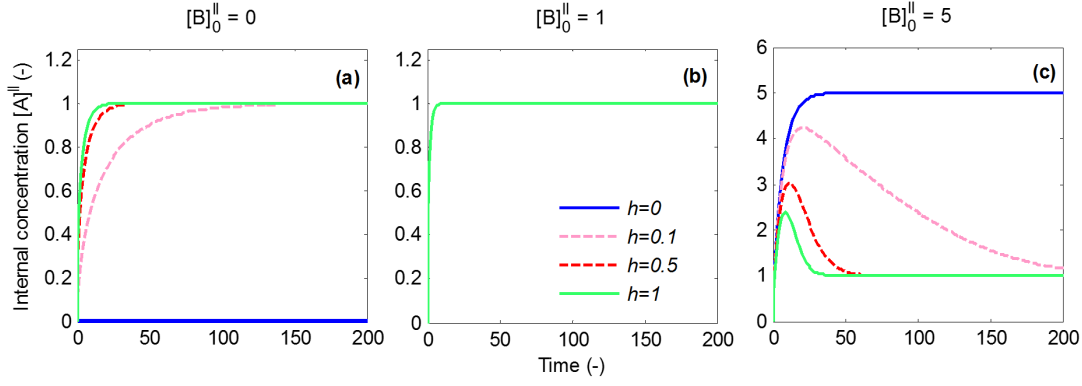 [B]₀ᴵᴵ = 0
[B]₀ᴵᴵ = 1
[B]₀ᴵᴵ = 5
Internal concentration [A]ᴵᴵ (-)
1.2
1
0.8
0.6
0.4
0.2
0
(a)
0 50 100 150 200
1.2
1
0.8
0.6
0.4
0.2
0
(b)
h=0
h=0.1
h=0.5
h=1
0 50 100 150 200
Time (-)
6
5
4
3
2
1
0
(c)
0 50 100 150 200